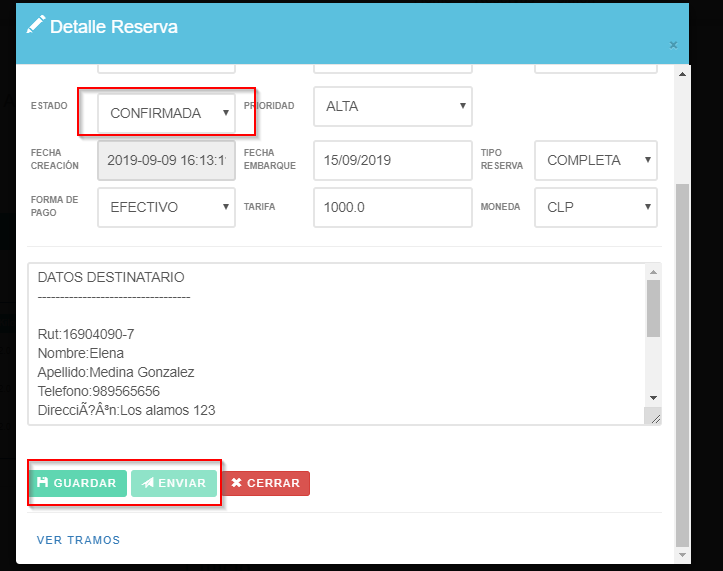 Detalle Reserva
×
ESTADO CONFIRMADA PRIORIDAD ALTA
FECHA CREACIÓN 2019-09-09 16:13:1 FECHA EMBARQUE 15/09/2019 TIPO RESERVA COMPLETA
FORMA DE PAGO EFECTIVO TARIFA 1000.0 MONEDA CLP
DATOS DESTINATARIO
----------------------------------
Rut:16904090-7
Nombre:Elena
Apellido:Medina Gonzalez
Telefono:989565656
DirecciÃ?Â³n:Los alamos 123
GUARDAR ENVIAR CERRAR
VER TRAMOS